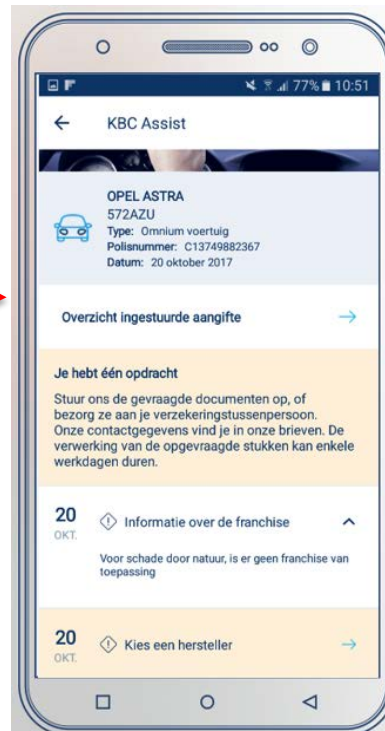 77% 10:51
KBC Assist
OPEL ASTRA
572AZU
Type: Omnium voertuig
Polisnummer: C13749882367
Datum: 20 oktober 2017
Overzicht ingestuurde aangifte
Je hebt één opdracht
Stuur ons de gevraagde documenten op, of
bezorg ze aan je verzekeringstussenpersoon.
Onze contactgegevens vind je in onze brieven. De
verwerking van de opgevraagde stukken kan enkele
werkdagen duren.
20 Informatie over de franchise
OKT.
Voor schade door natuur, is er geen franchise van
toepassing
20 Kies een hersteller
OKT.